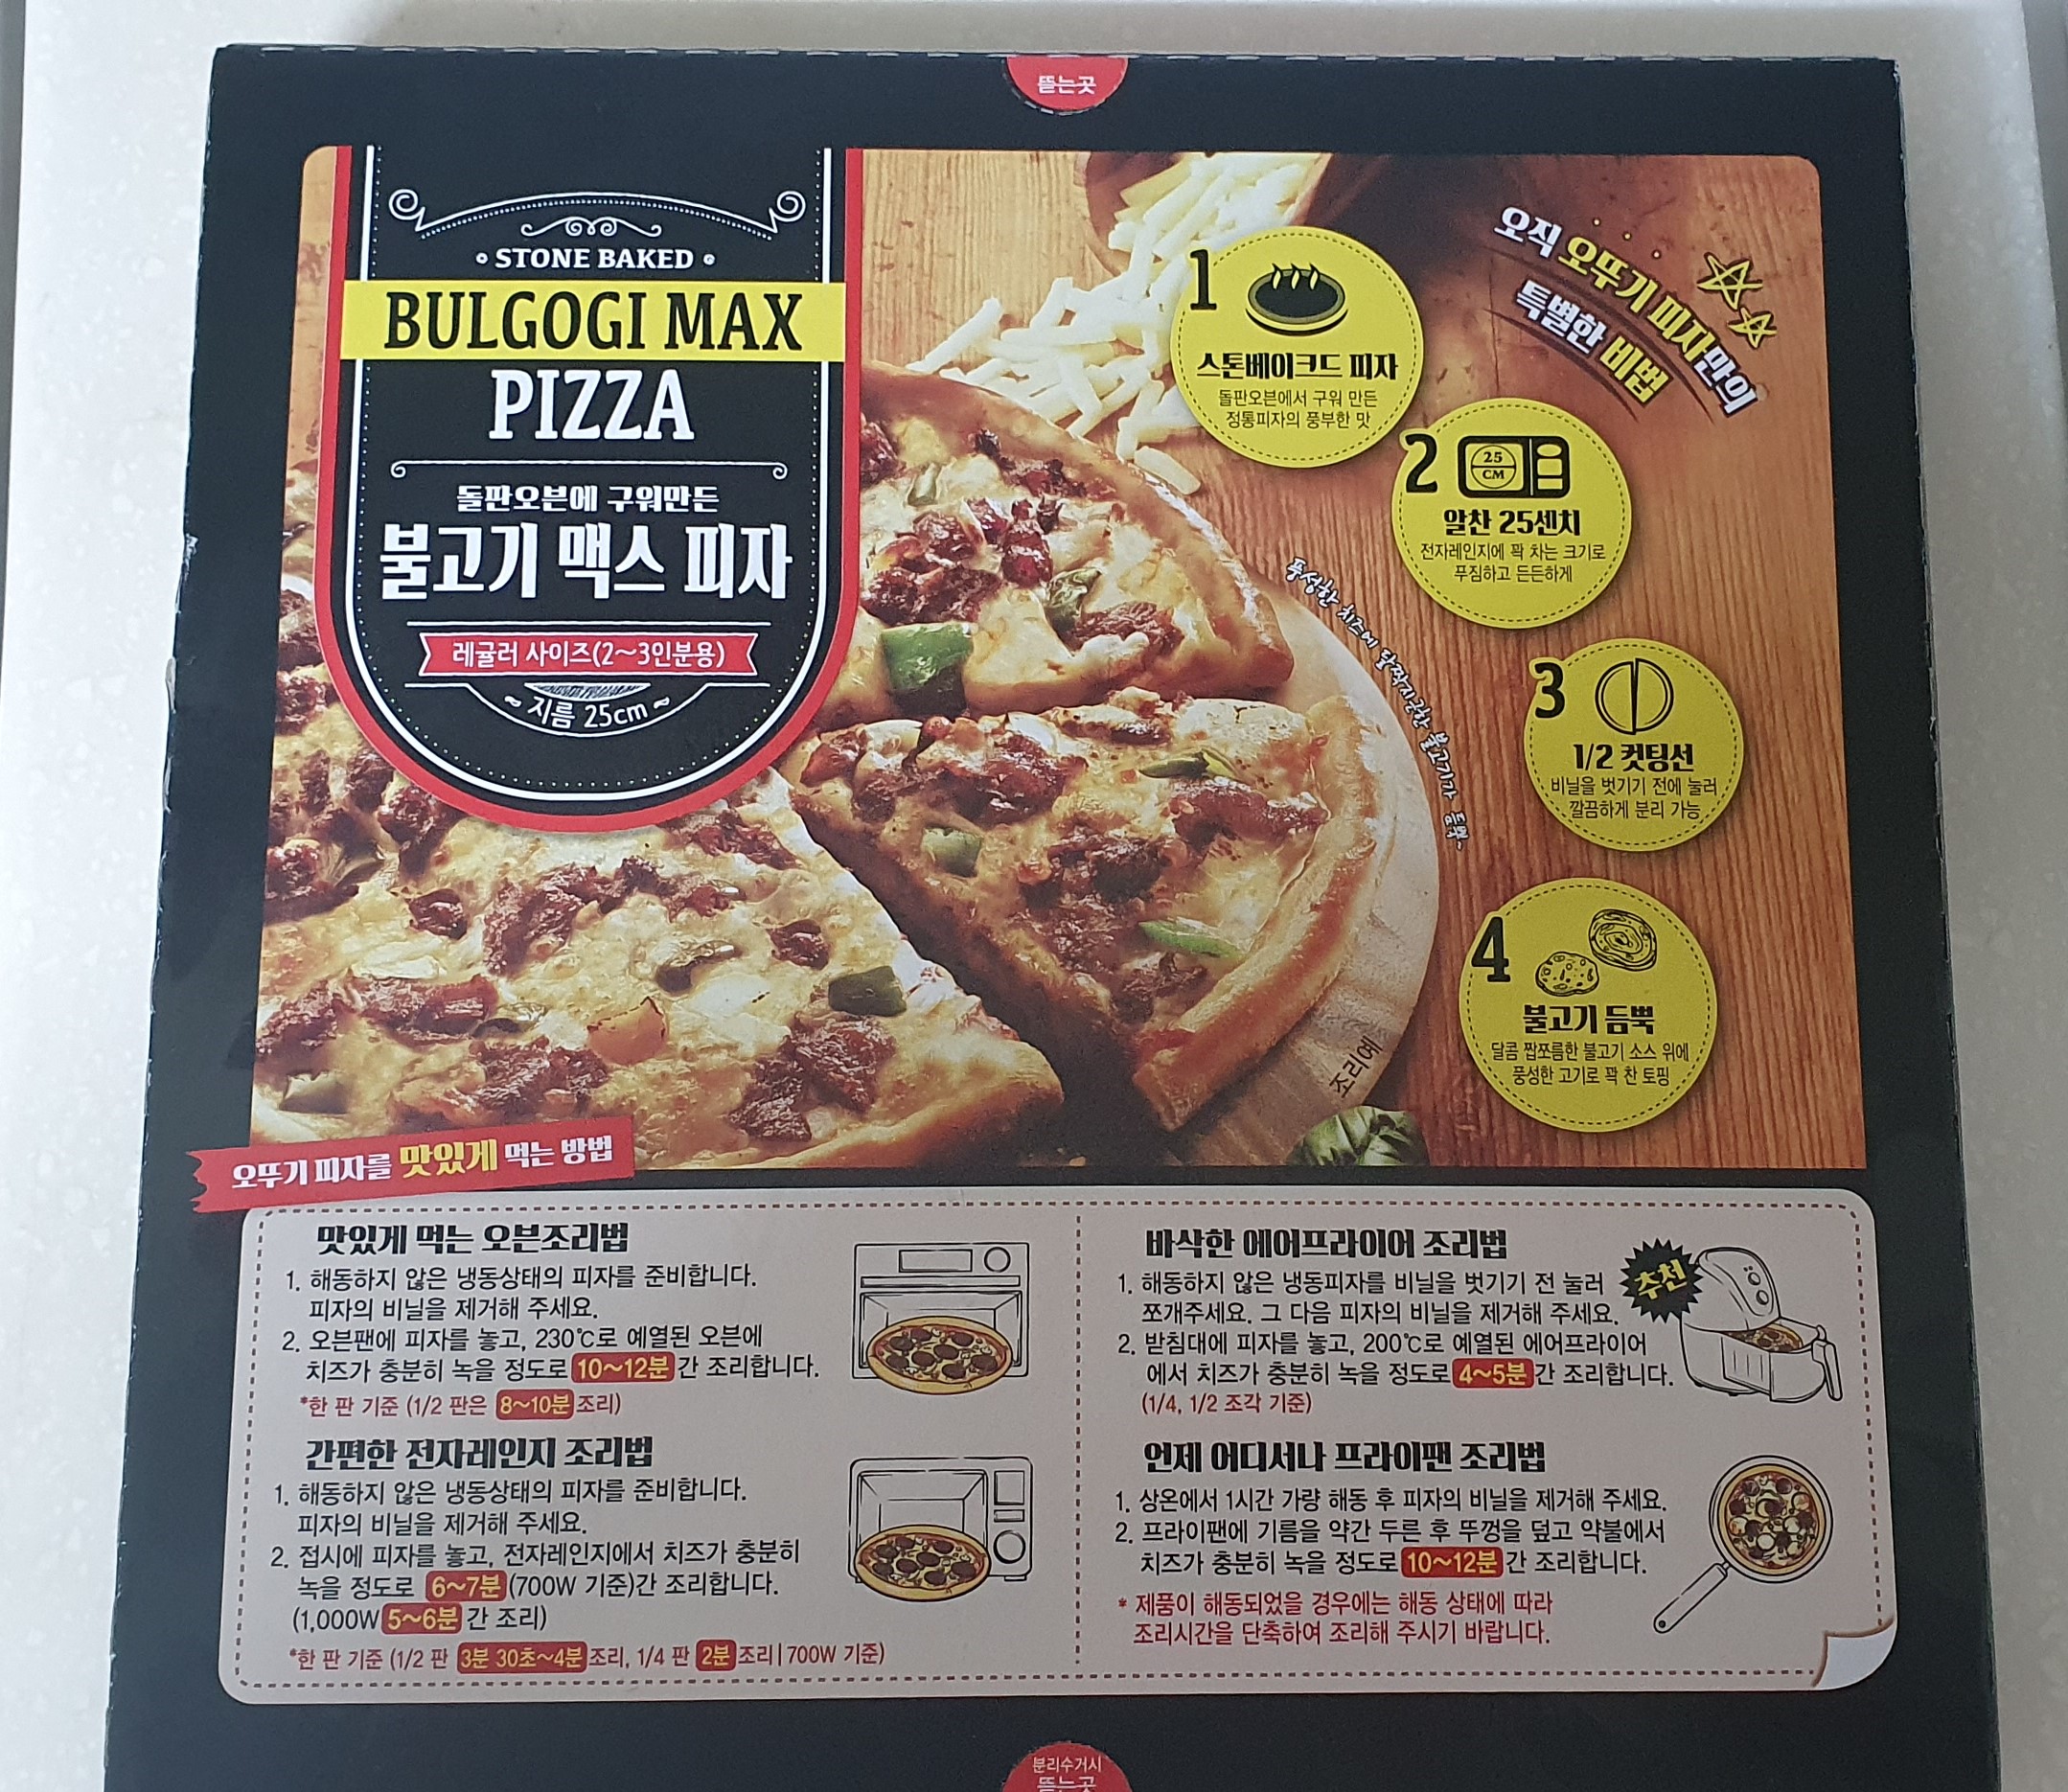 뜯는곳
STONE BAKED
BULGOGI MAX
PIZZA
돌판오븐에 구워만든
불고기 맥스 피자
레귤러 사이즈(2~3인분용)
~ 지름 25cm ~
오직 오뚜기 피자만의
특별한 비법
1
스톤베이크드 피자
돌판오븐에서 구워 만든
정통피자의 풍부한 맛
2
25
CM
알찬 25센치
전자레인지에 꽉 차는 크기로
푸짐하고 든든하게
풍성한 치즈에 달짝지근한 불고기가 듬뿍~
3
1/2 컷팅선
비닐을 벗기기 전에 눌러
깔끔하게 분리 가능
4
불고기 듬뿍
달콤 짭쪼름한 불고기 소스 위에
풍성한 고기로 꽉 찬 토핑
조리예
오뚜기 피자를 맛있게 먹는 방법
맛있게 먹는 오븐조리법
1. 해동하지 않은 냉동상태의 피자를 준비합니다.
피자의 비닐을 제거해 주세요.
2. 오븐팬에 피자를 놓고, 230℃로 예열된 오븐에
치즈가 충분히 녹을 정도로 10~12분 간 조리합니다.
*한 판 기준 (1/2 판은 8~10분 조리)
간편한 전자레인지 조리법
1. 해동하지 않은 냉동상태의 피자를 준비합니다.
피자의 비닐을 제거해 주세요.
2. 접시에 피자를 놓고, 전자레인지에서 치즈가 충분히
녹을 정도로 6~7분 (700W 기준)간 조리합니다.
(1,000W 5~6분 간 조리)
*한 판 기준 (1/2 판 3분 30초~4분 조리, 1/4 판 2분 조리 | 700W 기준)
바삭한 에어프라이어 조리법
추천
1. 해동하지 않은 냉동피자를 비닐을 벗기기 전 눌러
쪼개주세요. 그 다음 피자의 비닐을 제거해 주세요.
2. 받침대에 피자를 놓고, 200℃로 예열된 에어프라이어
에서 치즈가 충분히 녹을 정도로 4~5분 간 조리합니다.
(1/4, 1/2 조각 기준)
언제 어디서나 프라이팬 조리법
1. 상온에서 1시간 가량 해동 후 피자의 비닐을 제거해 주세요.
2. 프라이팬에 기름을 약간 두른 후 뚜껑을 덮고 약불에서
치즈가 충분히 녹을 정도로 10~12분 간 조리합니다.
* 제품이 해동되었을 경우에는 해동 상태에 따라
조리시간을 단축하여 조리해 주시기 바랍니다.
분리수거시
뜯는곳